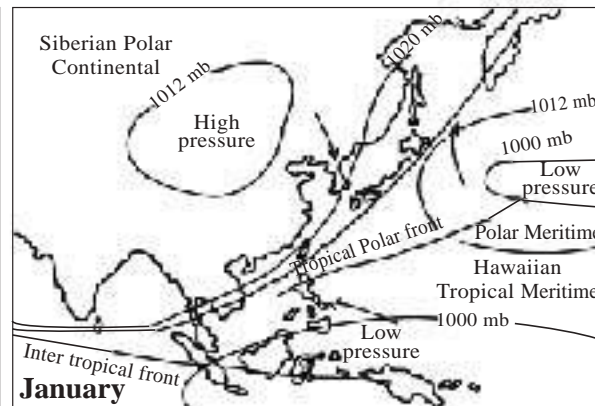 Siberian Polar
Continental
1012 mb
High
pressure
1020 mb
1012 mb
1000 mb
Low
pressure
Tropical Polar front
Polar Meritime
Hawaiian
Tropical Meritime
1000 mb
Low
pressure
Inter tropical front
January